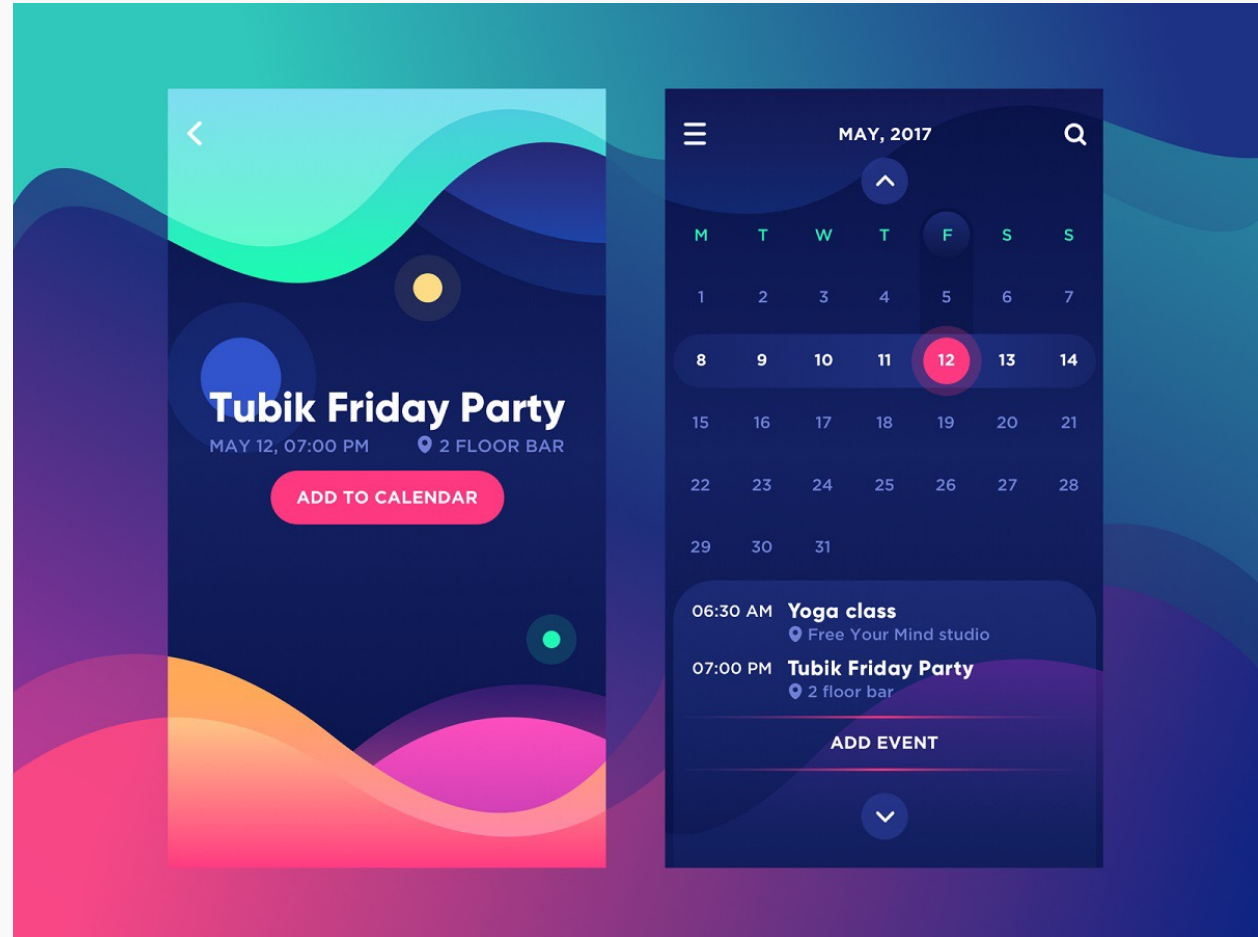 Tubik Friday Party
MAY 12, 07:00 PM 2 FLOOR BAR
ADD TO CALENDAR
MAY, 2017
M T W T F S S
1 2 3 4 5 6 7
8 9 10 11 12 13 14
15 16 17 18 19 20 21
22 23 24 25 26 27 28
29 30 31
06:30 AM Yoga class
Free Your Mind studio
07:00 PM Tubik Friday Party
2 floor bar
ADD EVENT